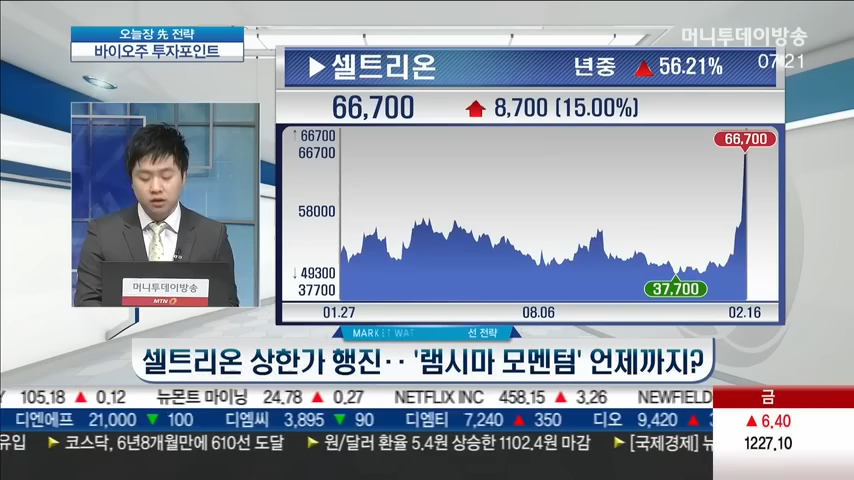 오늘장 先 전략
바이오주 투자포인트
머니투데이방송
07:21
▶셀트리온 년중 ▲ 56.21%
66,700 8,700 (15.00%)
↑66700
66700
58000
↓49300
37700
66,700
37,700
01.27 08.06 02.16
머니투데이방송
MTN
MARKET WAT 선 전략
셀트리온 상한가 행진‥ '램시마 모멘텀' 언제까지?
Y 105.18 ▲ 0.12 뉴몬트 마이닝 24.78 ▲ 0.27 NETFLIX INC 458.15 ▲ 3.26 NEWFIELD
금
디엔에프 21,000 ▼ 100 디엠씨 3,895 ▼ 90 디엠티 7,240 ▲ 350 디오 9,420 ▲
▲ 6.40
유입 ▶코스닥, 6년8개월만에 610선 도달 ▶원/달러 환율 5.4원 상승한 1102.4원 마감 ▶[국제경제]
1227.10